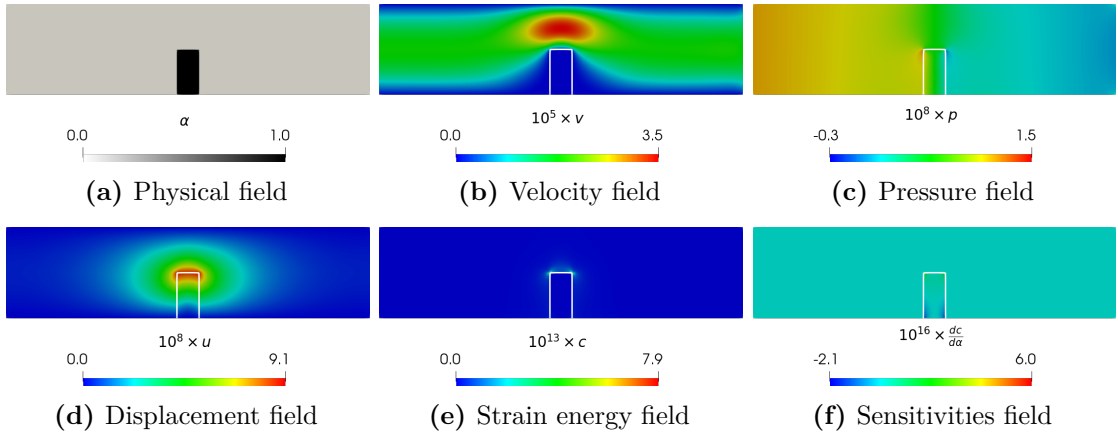 α
0.0 1.0
(a) Physical field
10⁵ × v
0.0 3.5
(b) Velocity field
10⁸ × p
-0.3 1.5
(c) Pressure field
10⁸ × u
0.0 9.1
(d) Displacement field
10¹³ × c
0.0 7.9
(e) Strain energy field
10¹⁶ × dc/dα
-2.1 6.0
(f) Sensitivities field